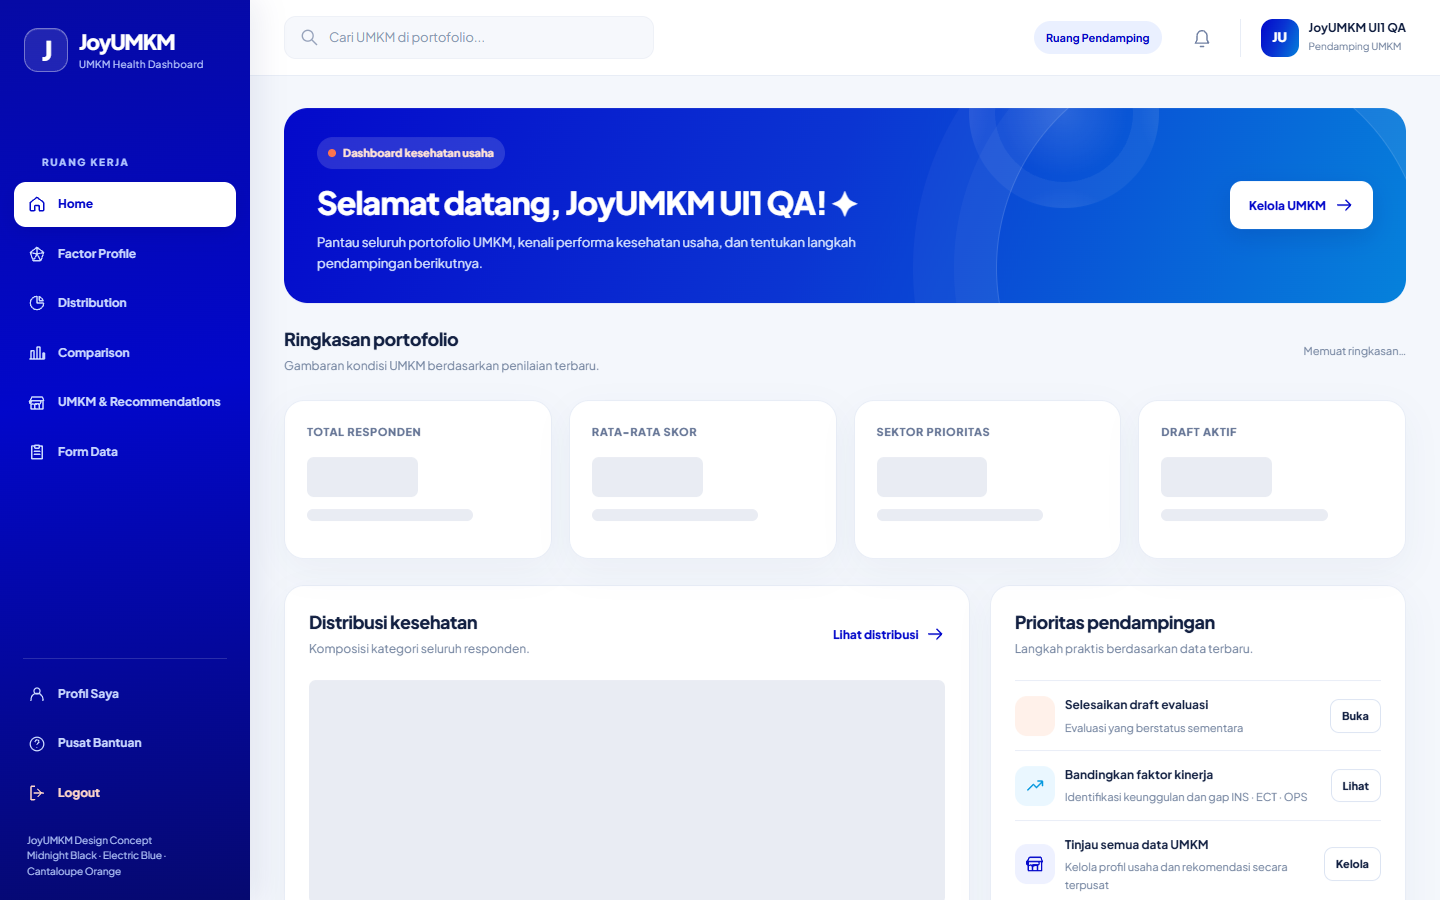 J
JoyUMKM
UMKM Health Dashboard
RUANG KERJA
Home
Factor Profile
Distribution
Comparison
UMKM & Recommendations
Form Data
Profil Saya
Pusat Bantuan
Logout
JoyUMKM Design Concept
Midnight Black · Electric Blue ·
Cantaloupe Orange
Cari UMKM di portofolio...
Ruang Pendamping
JU
JoyUMKM UI1 QA
Pendamping UMKM
Dashboard kesehatan usaha
Selamat datang, JoyUMKM UI1 QA! ✦
Pantau seluruh portofolio UMKM, kenali performa kesehatan usaha, dan tentukan langkah
pendampingan berikutnya.
Kelola UMKM
Ringkasan portofolio
Gambaran kondisi UMKM berdasarkan penilaian terbaru.
Memuat ringkasan...
TOTAL RESPONDEN
RATA-RATA SKOR
SEKTOR PRIORITAS
DRAFT AKTIF
Distribusi kesehatan
Komposisi kategori seluruh responden.
Lihat distribusi
Prioritas pendampingan
Langkah praktis berdasarkan data terbaru.
Selesaikan draft evaluasi
Evaluasi yang berstatus sementara
Buka
Bandingkan faktor kinerja
Identifikasi keunggulan dan gap INS · ECT · OPS
Lihat
Tinjau semua data UMKM
Kelola profil usaha dan rekomendasi secara
terpusat
Kelola